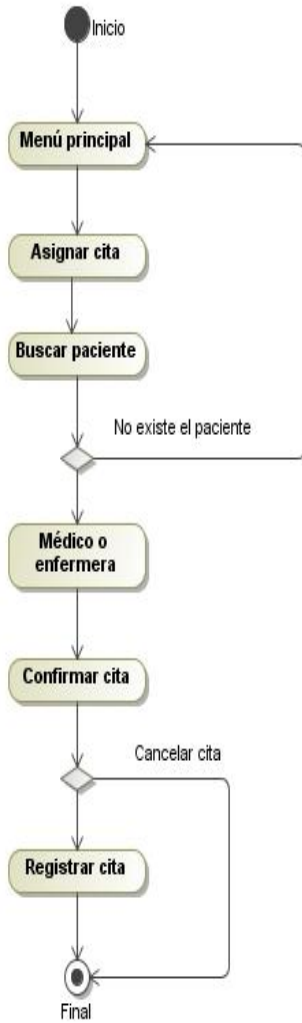 Inicio
Menú principal
Asignar cita
Buscar paciente
No existe el paciente
Médico o
enfermera
Confirmar cita
Cancelar cita
Registrar cita
Final